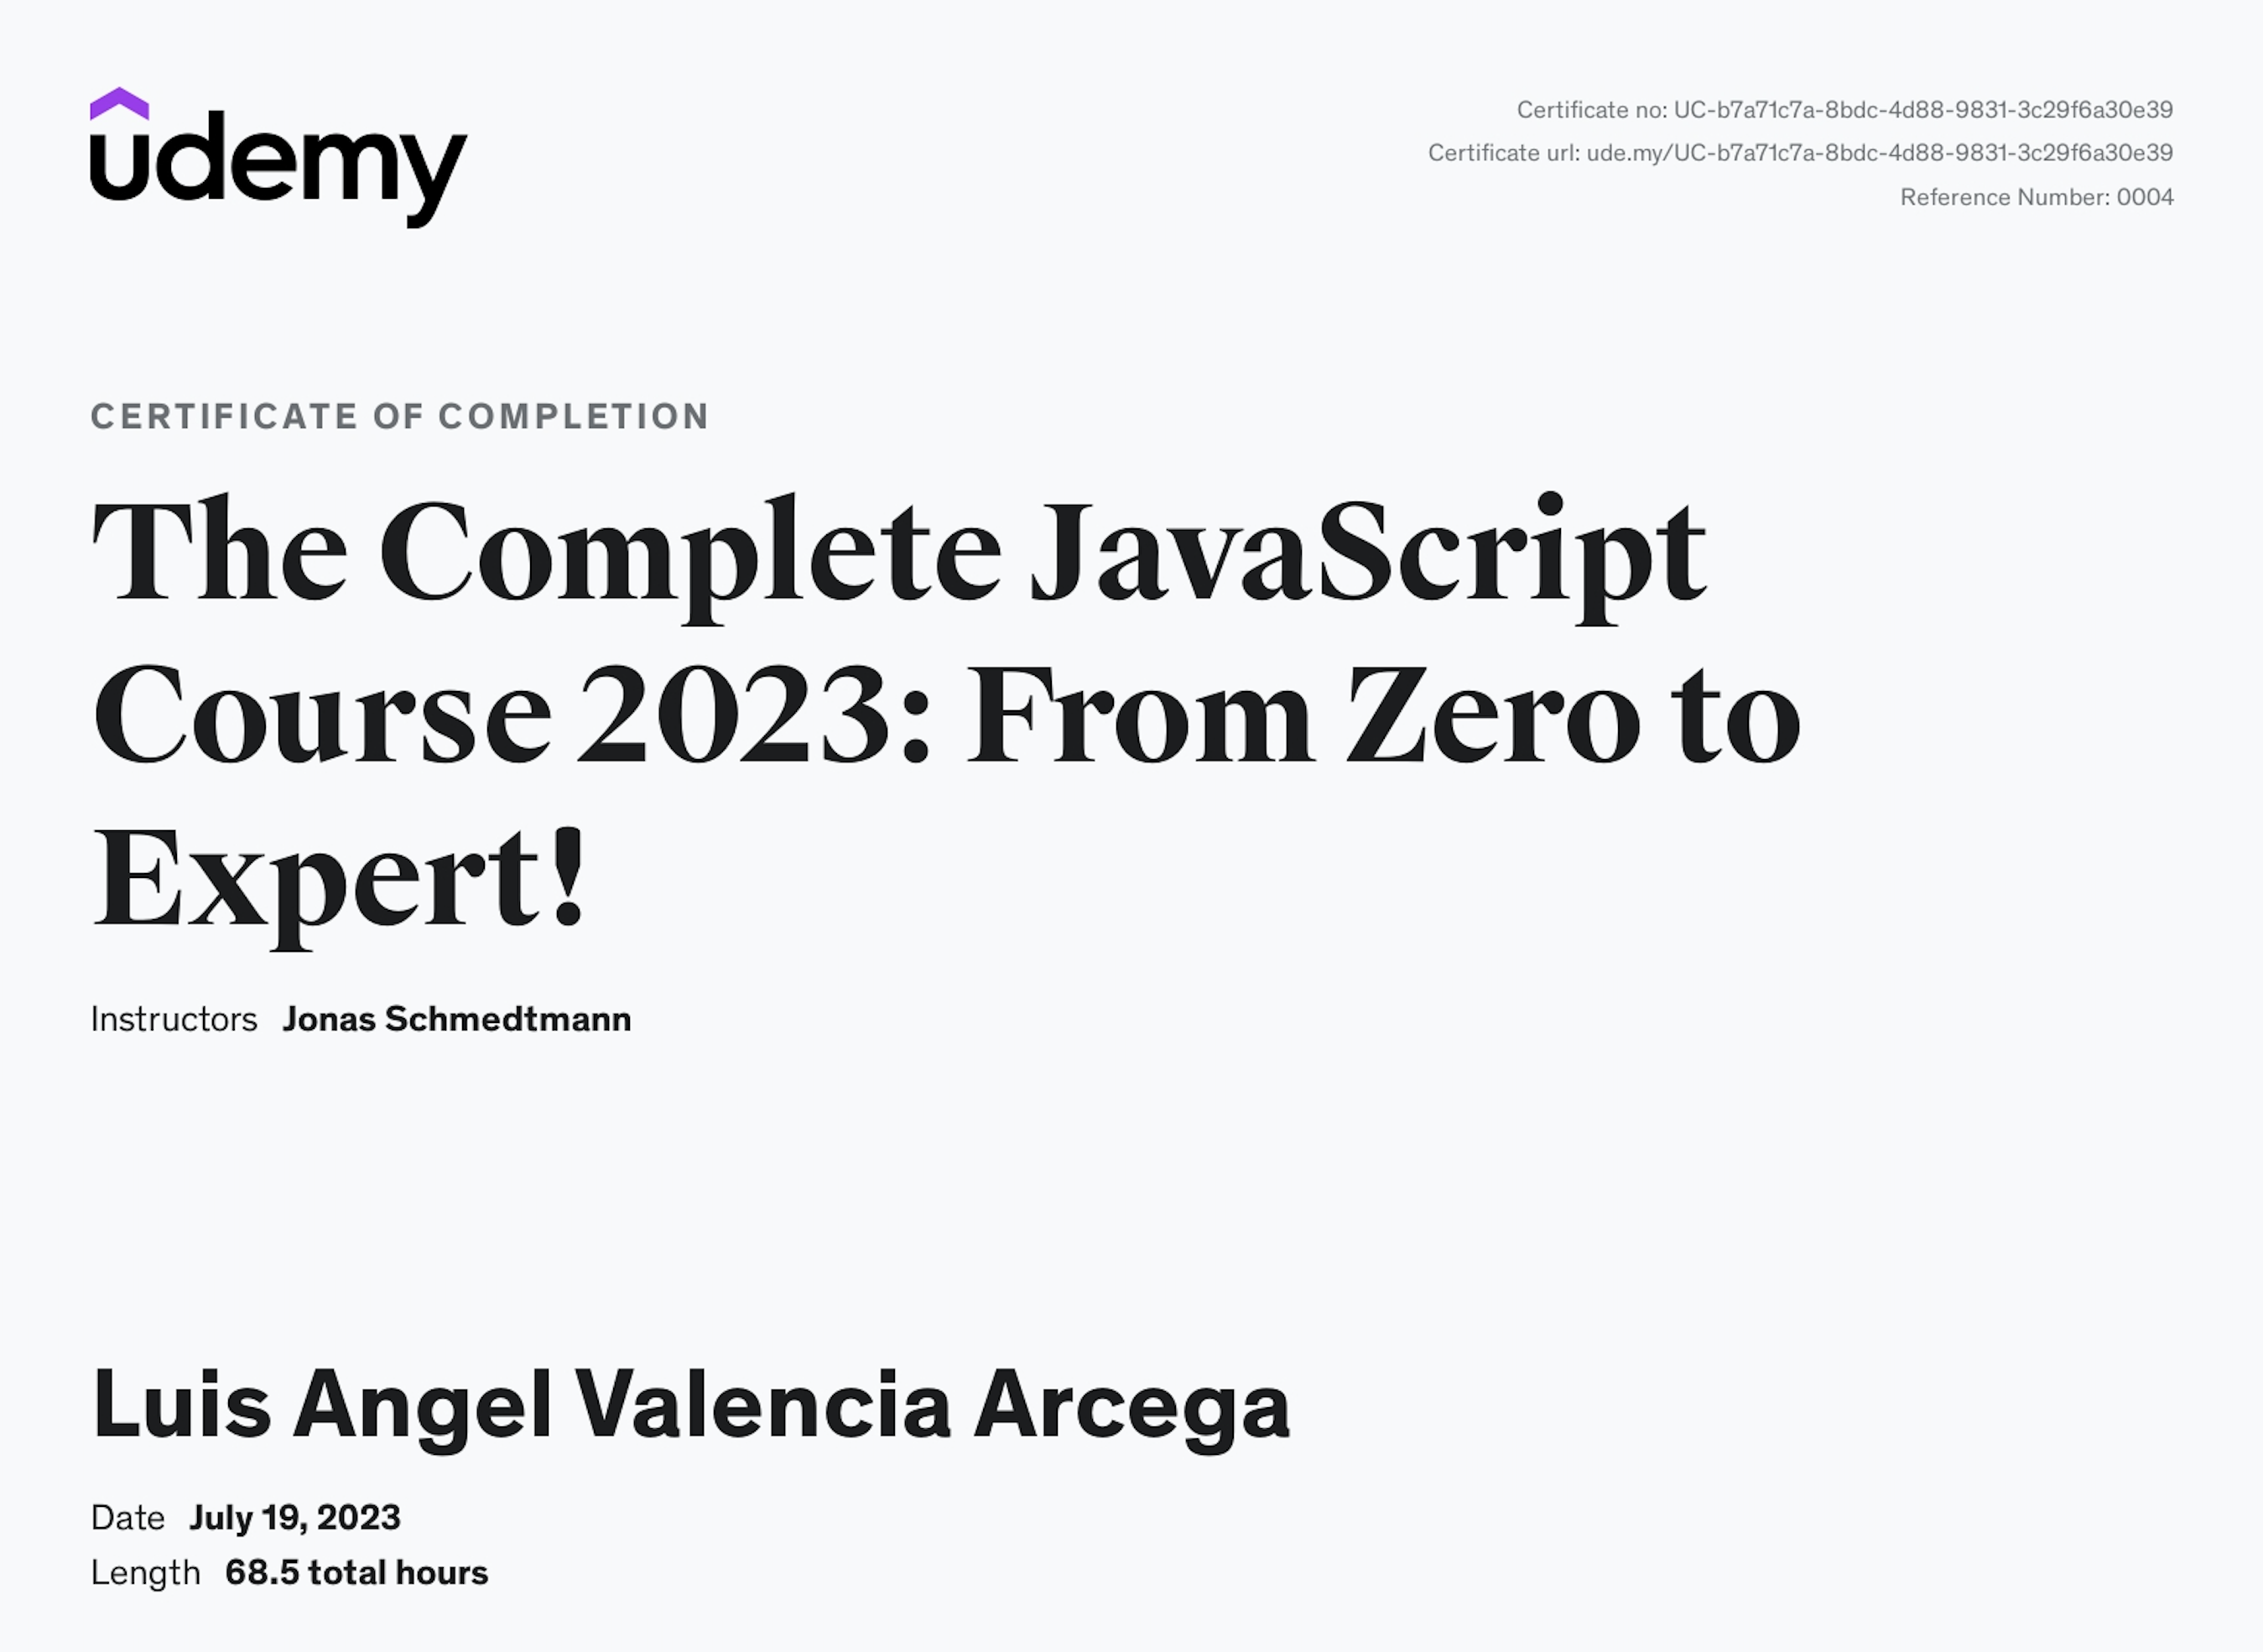 udemy
Certificate no: UC-b7a71c7a-8bdc-4d88-9831-3c29f6a30e39
Certificate url: ude.my/UC-b7a71c7a-8bdc-4d88-9831-3c29f6a30e39
Reference Number: 0004
CERTIFICATE OF COMPLETION
The Complete JavaScript
Course 2023: From Zero to
Expert!
Instructors Jonas Schmedtmann
Luis Angel Valencia Arcega
Date July 19, 2023
Length 68.5 total hours